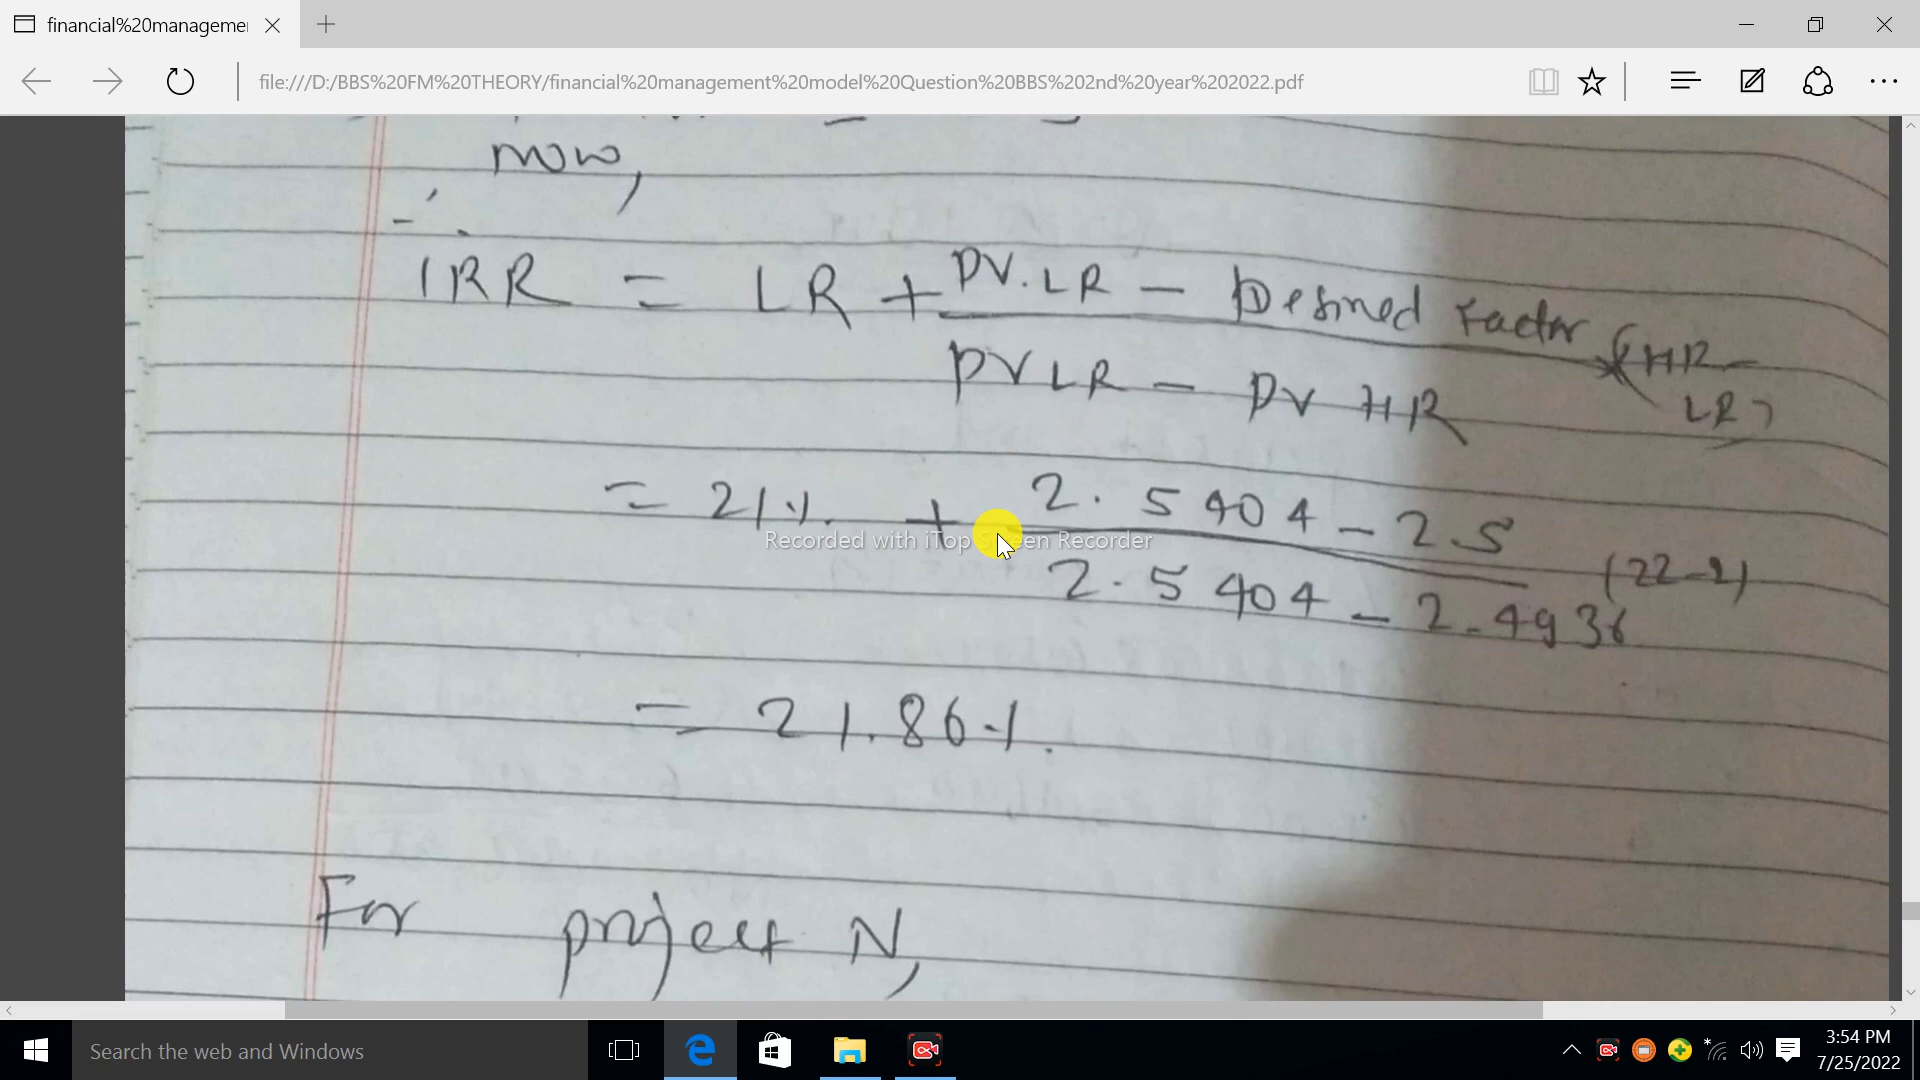 financial%20manageme
file:///D:/BBS%20FM%20THEORY/financial%20management%20model%20Question%20BBS%202nd%20year%202022.pdf
now,
IRR = LR + PV.LR - Desired Factor (HR -
PV LR - PV HR LR)
= 21% + 2.5404 - 2.5
2.5404 - 2.4936 (22-21)
Recorded with iTop Screen Recorder
= 21.86%.
For project N,
Search the web and Windows
3:54 PM
7/25/2022